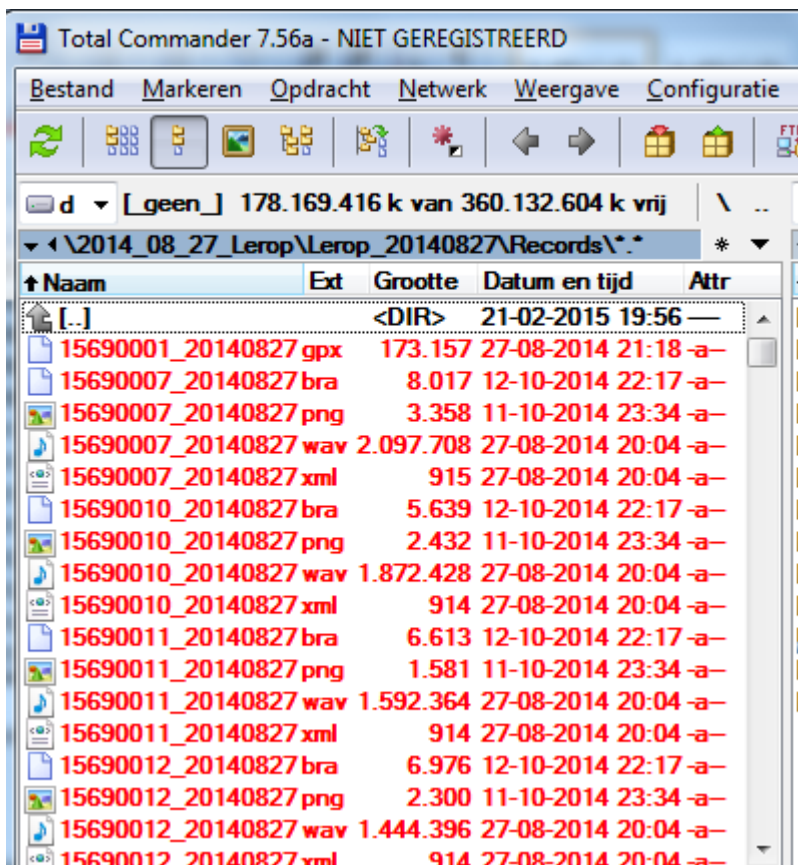 Total Commander 7.56a - NIET GEREGISTREERD
Bestand Markeren Opdracht Netwerk Weergave Configuratie
FTP
d [_geen_] 178.169.416 k van 360.132.604 k vrij \ ..
\2014_08_27_Lerop\Lerop_20140827\Records\*.* * 
Naam Ext Grootte Datum en tijd Attr
[..] <DIR> 21-02-2015 19:56 ----
15690001_20140827 gpx 173.157 27-08-2014 21:18 -a--
15690007_20140827 bra 8.017 12-10-2014 22:17 -a--
15690007_20140827 png 3.358 11-10-2014 23:34 -a--
15690007_20140827 wav 2.097.708 27-08-2014 20:04 -a--
15690007_20140827 xml 915 27-08-2014 20:04 -a--
15690010_20140827 bra 5.639 12-10-2014 22:17 -a--
15690010_20140827 png 2.432 11-10-2014 23:34 -a--
15690010_20140827 wav 1.872.428 27-08-2014 20:04 -a--
15690010_20140827 xml 914 27-08-2014 20:04 -a--
15690011_20140827 bra 6.613 12-10-2014 22:17 -a--
15690011_20140827 png 1.581 11-10-2014 23:34 -a--
15690011_20140827 wav 1.592.364 27-08-2014 20:04 -a--
15690011_20140827 xml 914 27-08-2014 20:04 -a--
15690012_20140827 bra 6.976 12-10-2014 22:17 -a--
15690012_20140827 png 2.300 11-10-2014 23:34 -a--
15690012_20140827 wav 1.444.396 27-08-2014 20:04 -a--
15690012_20140827 xml 914 27-08-2014 20:04 -a--